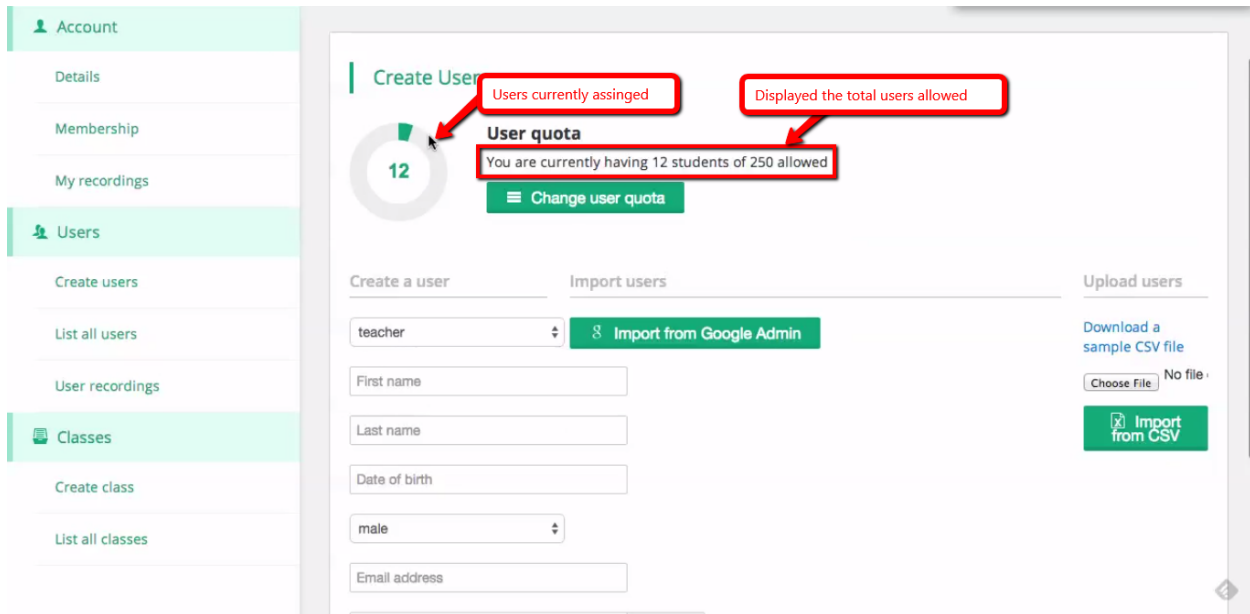 Account
Details
Membership
My recordings
Users
Create users
List all users
User recordings
Classes
Create class
List all classes
Create User
Users currently assinged
Displayed the total users allowed
12
User quota
You are currently having 12 students of 250 allowed
Change user quota
Create a user
teacher
First name
Last name
Date of birth
male
Email address
Import users
Import from Google Admin
Upload users
Download a
sample CSV file
Choose File No file
Import
from CSV